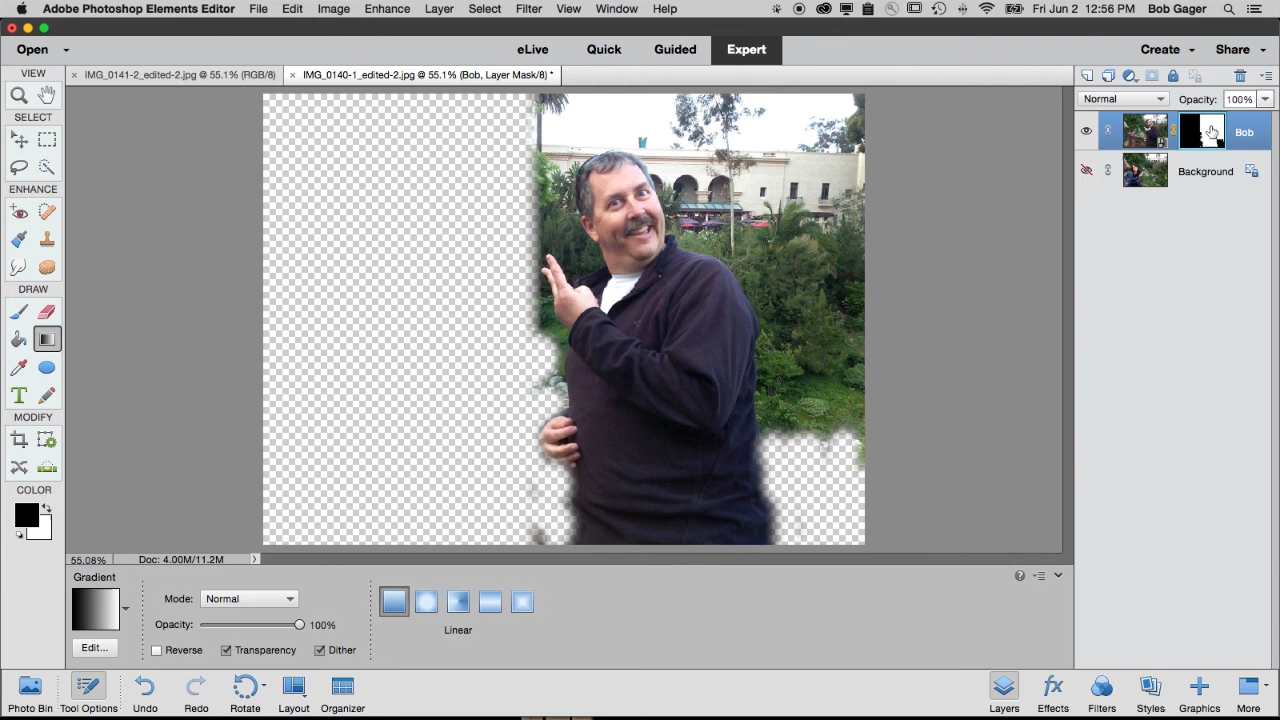 Adobe Photoshop Elements Editor File Edit Image Enhance Layer Select Filter View Window Help Fri Jun 2 12:56 PM Bob Gager
Open eLive Quick Guided Expert Create Share
VIEW × IMG_0141-2_edited-2.jpg @ 55.1% (RGB/8) × IMG_0140-1_edited-2.jpg @ 55.1% (Bob, Layer Mask/8) *
Normal Opacity: 100%
SELECT
Bob
Background
ENHANCE
DRAW
T
MODIFY
COLOR
55.08% Doc: 4.00M/11.2M
Gradient
Mode: Normal
Opacity: 100%
Linear
Edit... Reverse Transparency Dither
Photo Bin Tool Options Undo Redo Rotate Layout Organizer Layers Effects Filters Styles Graphics More